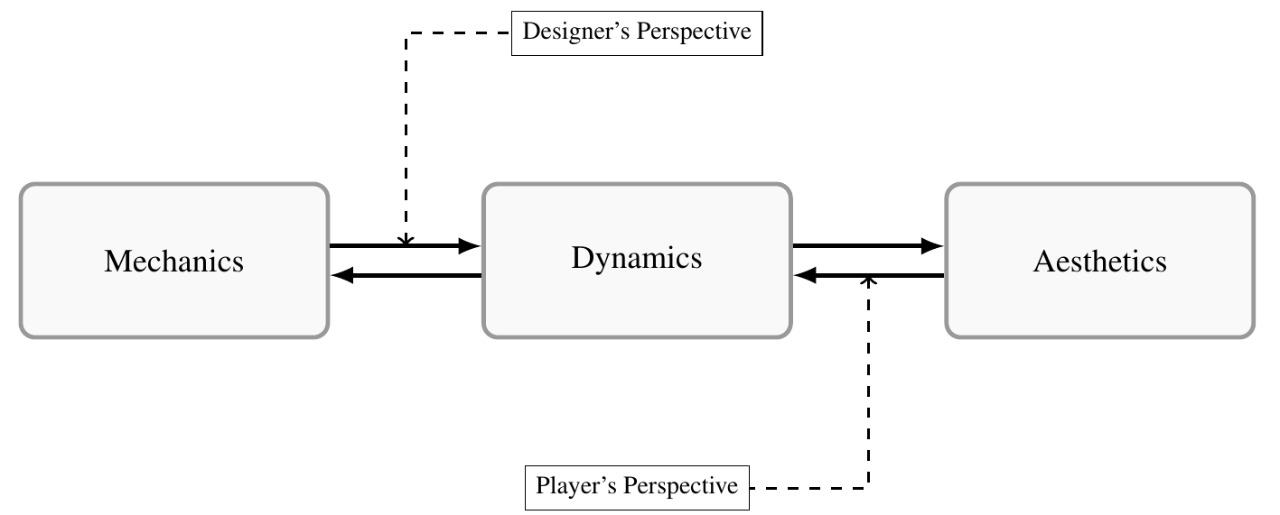 Designer's Perspective
Mechanics
Dynamics
Aesthetics
Player's Perspective